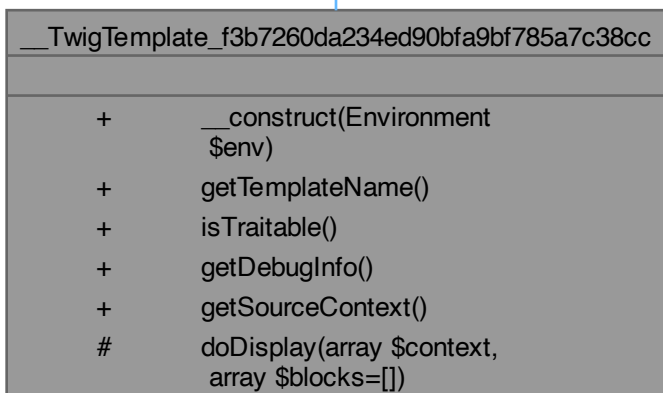 __TwigTemplate_f3b7260da234ed90bfa9bf785a7c38cc
+ __construct(Environment
$env)
+ getTemplateName()
+ isTraitable()
+ getDebugInfo()
+ getSourceContext()
# doDisplay(array $context,
array $blocks=[])